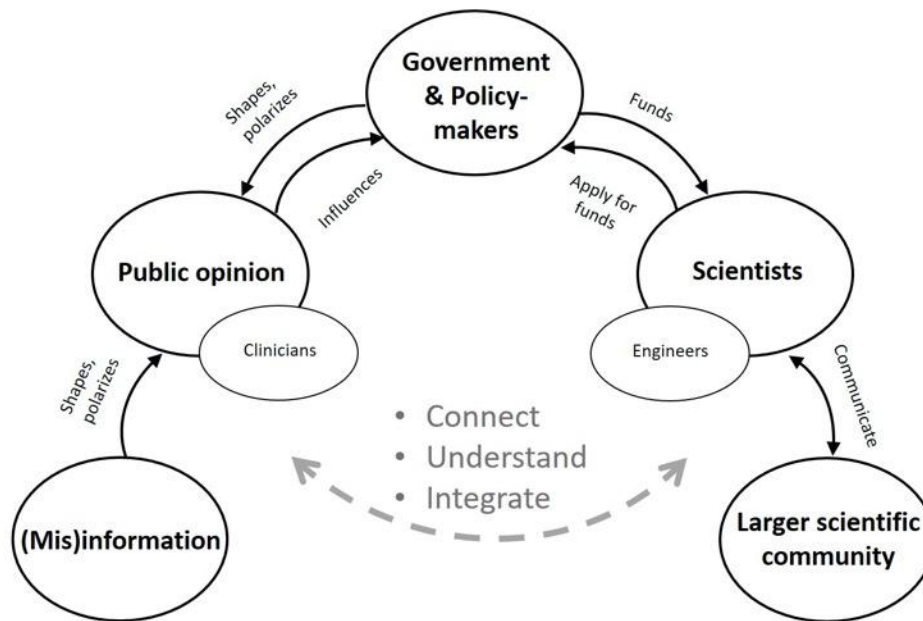 Government
& Policy-
makers
Shapes,
polarizes
Influences
Funds
Apply for
funds
Public opinion
Clinicians
Scientists
Engineers
Shapes,
polarizes
Communicate
• Connect
• Understand
• Integrate
(Mis)information
Larger scientific
community